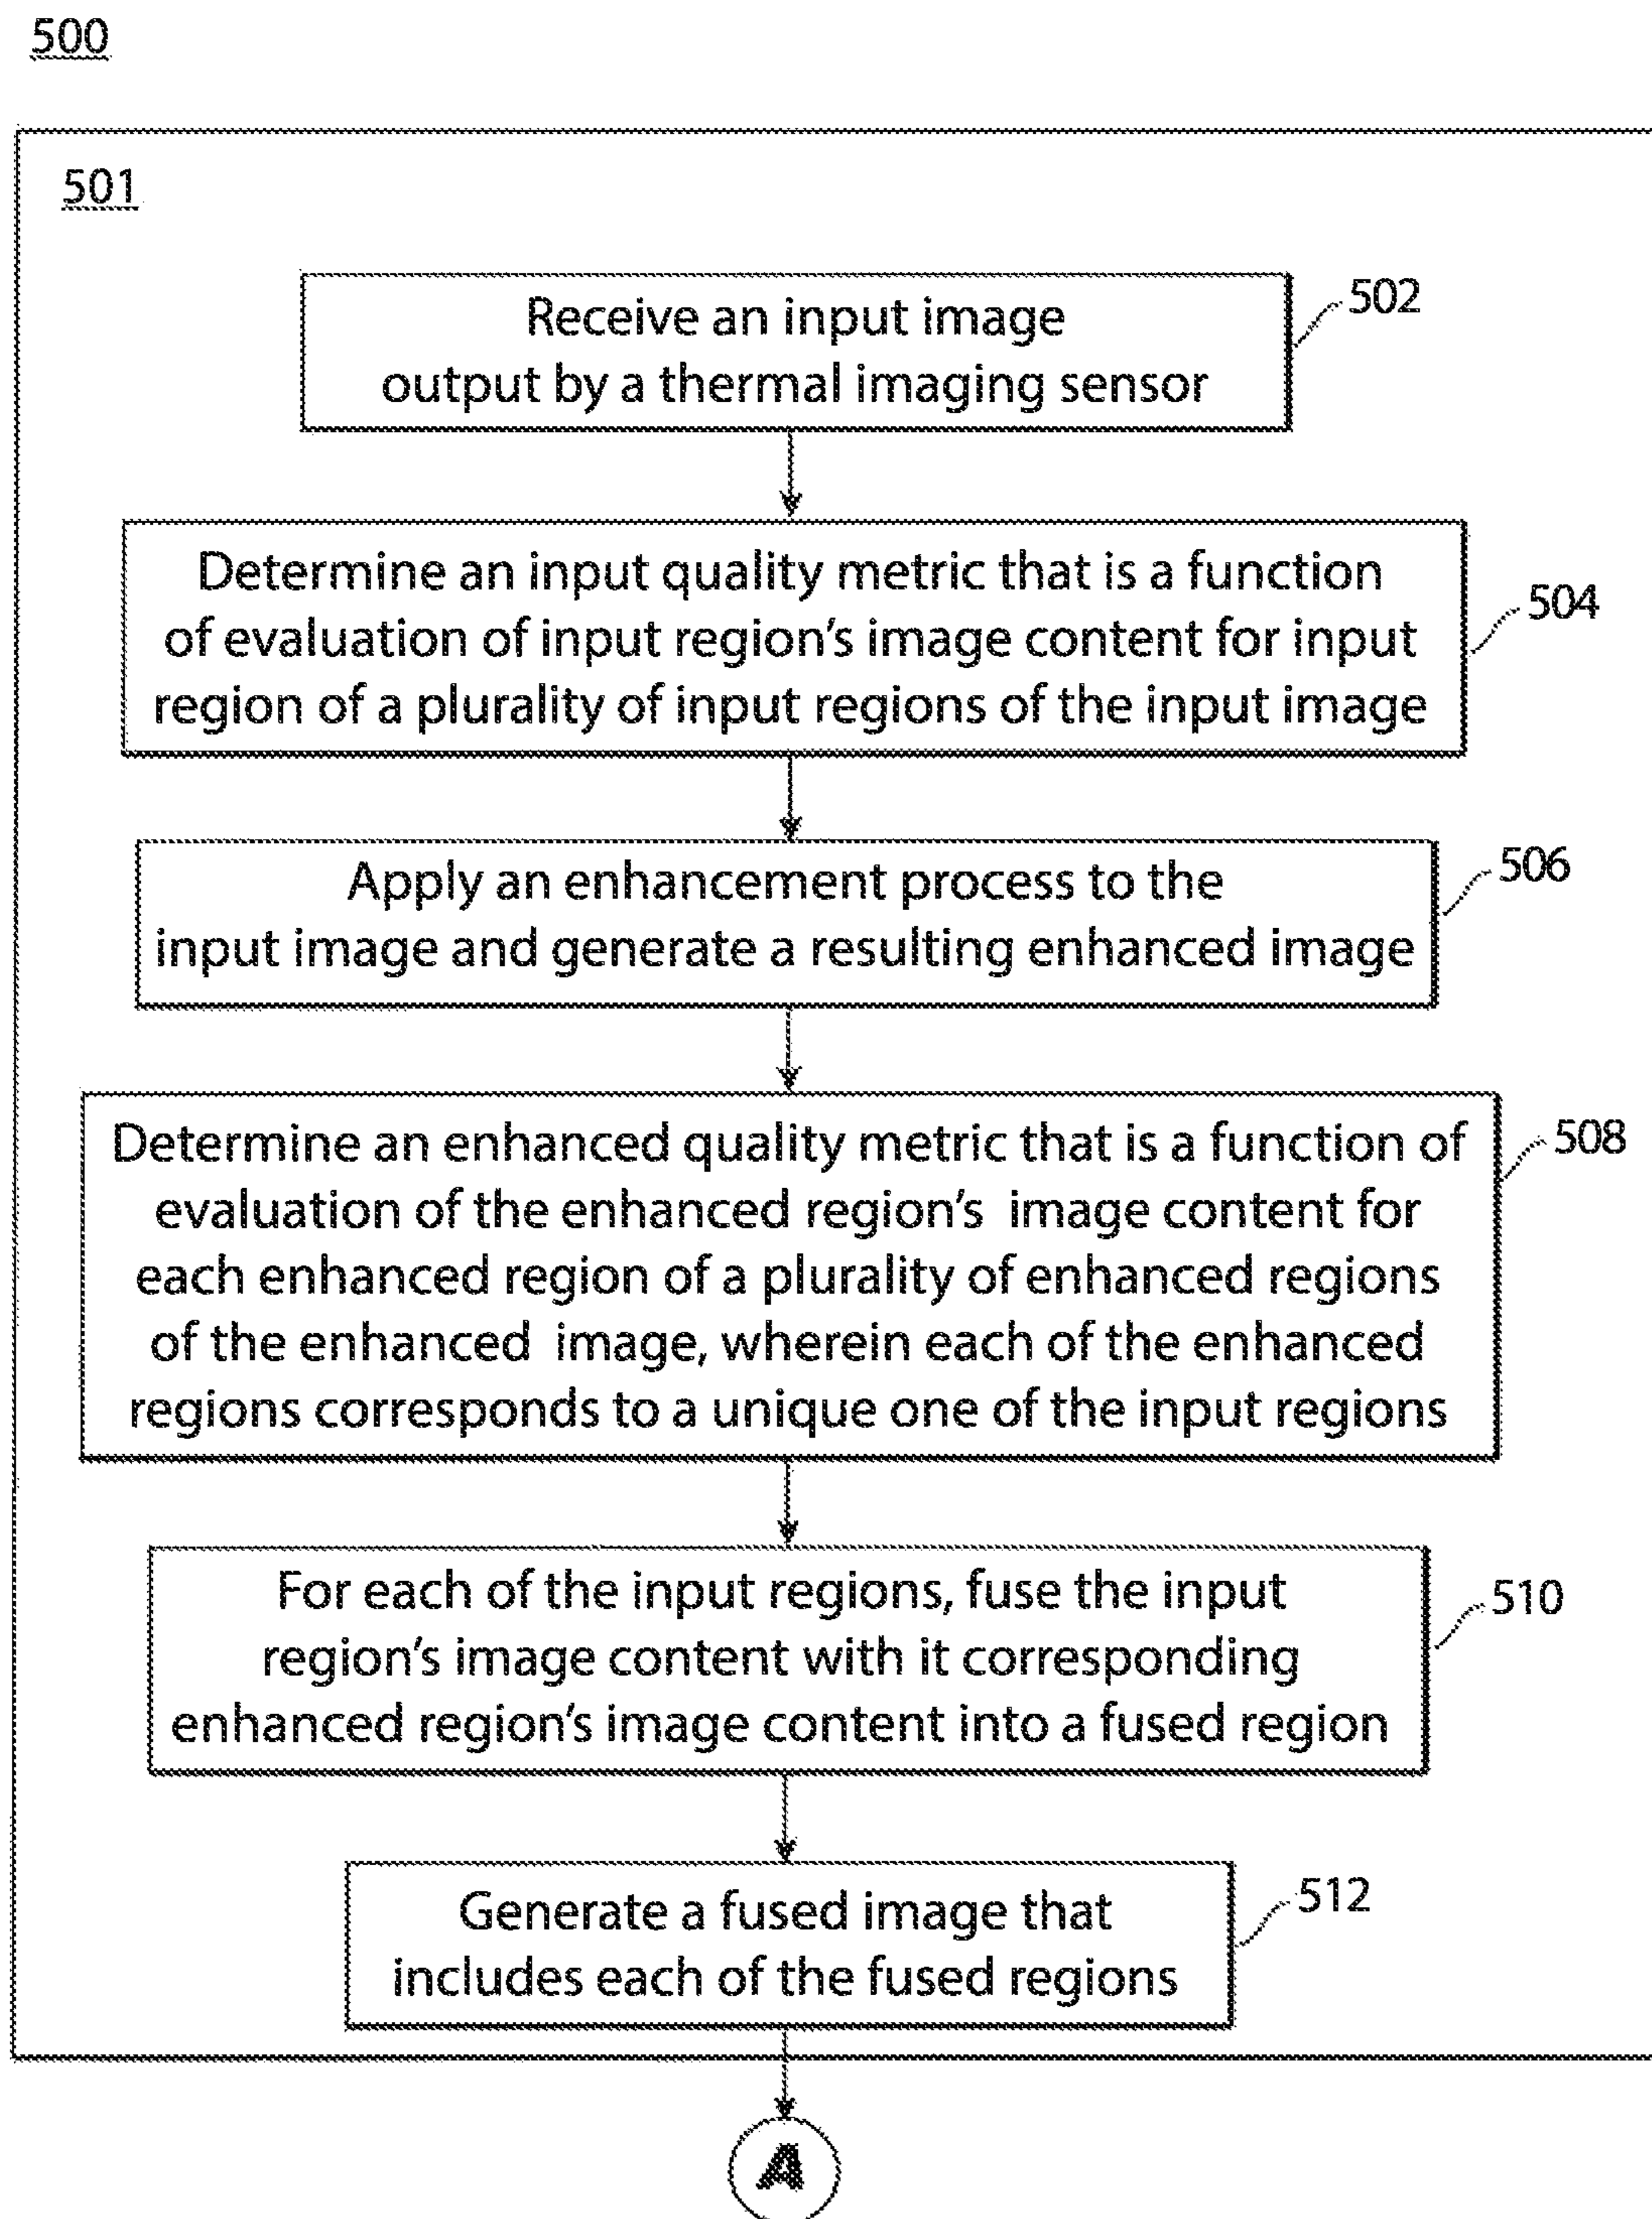 500
501
Receive an input image
output by a thermal imaging sensor
502
Determine an input quality metric that is a function
of evaluation of input region's image content for input
region of a plurality of input regions of the input image
504
Apply an enhancement process to the
input image and generate a resulting enhanced image
506
Determine an enhanced quality metric that is a function of
evaluation of the enhanced region's image content for
each enhanced region of a plurality of enhanced regions
of the enhanced image, wherein each of the enhanced
regions corresponds to a unique one of the input regions
508
For each of the input regions, fuse the input
region's image content with it corresponding
enhanced region's image content into a fused region
510
Generate a fused image that
includes each of the fused regions
512
A